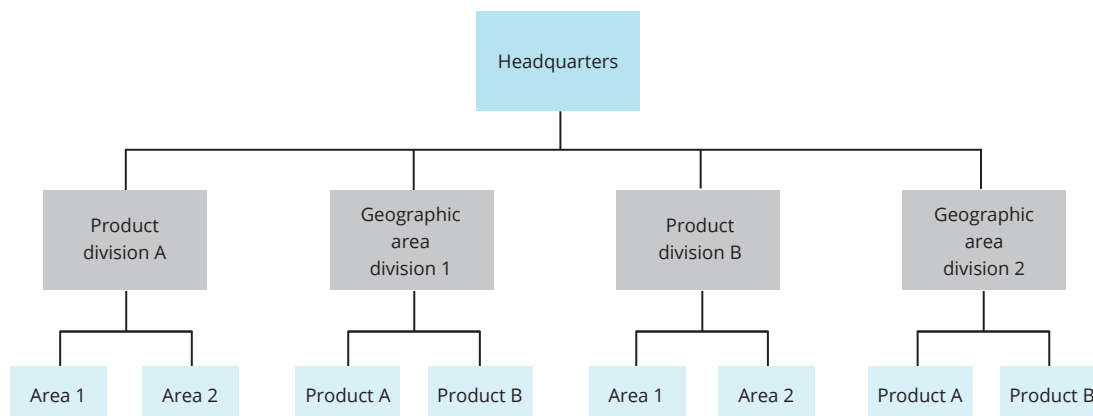 Headquarters
Product
division A
Geographic
area
division 1
Product
division B
Geographic
area
division 2
Area 1
Area 2
Product A
Product B
Area 1
Area 2
Product A
Product B